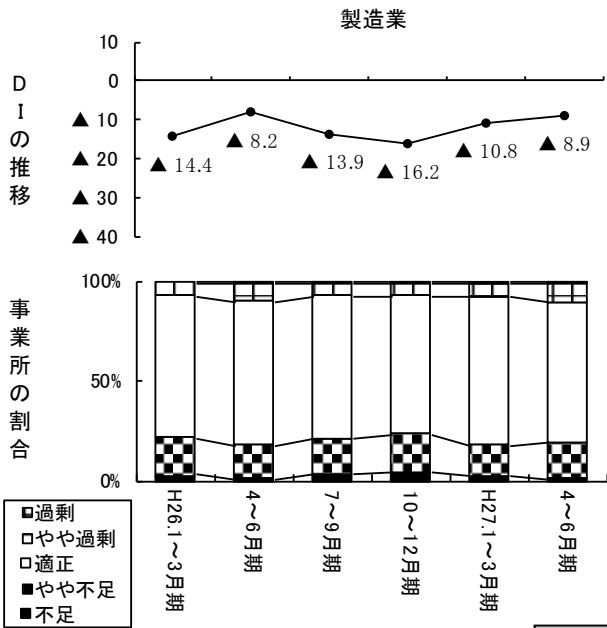 製造業
DIの推移
10
0
▲ 10
▲ 20
▲ 30
▲ 40
▲ 14.4
▲ 8.2
▲ 13.9
▲ 16.2
▲ 10.8
▲ 8.9
事業所の割合
100%
50%
0%
H26.1～3月期
4～6月期
7～9月期
10～12月期
H27.1～3月期
4～6月期
過剰
やや過剰
適正
やや不足
不足